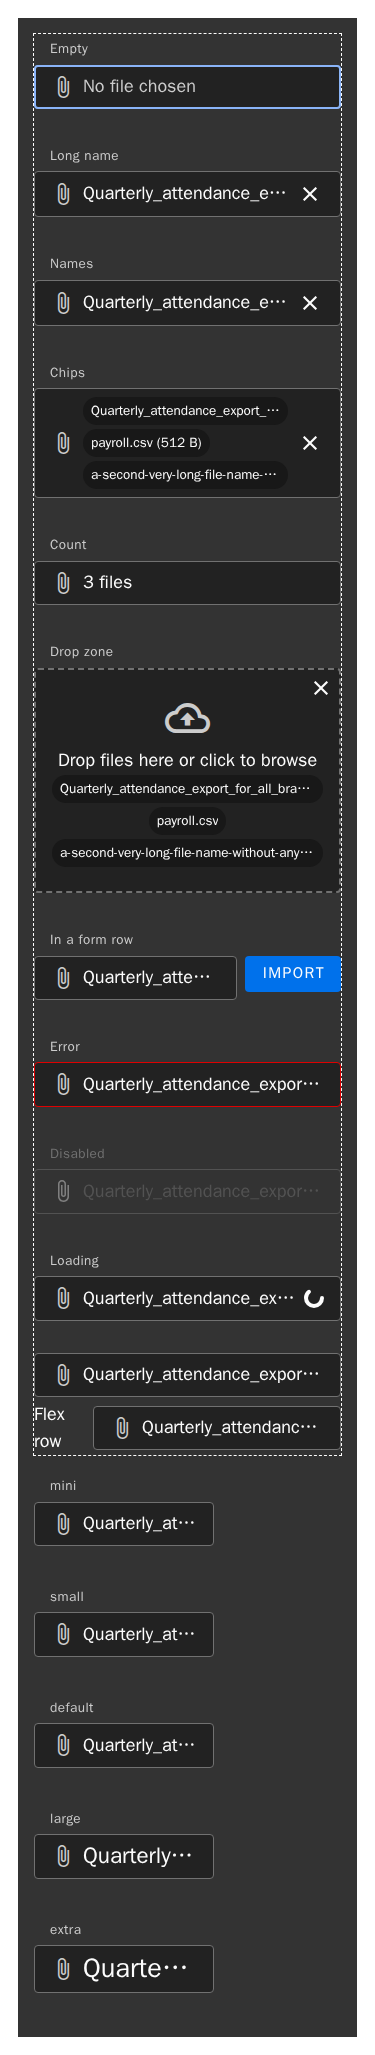 Empty
No file chosen
Long name
Quarterly_attendance_e···
Names
Quarterly_attendance_e···
Chips
Quarterly_attendance_export_···
payroll.csv (512 B)
a-second-very-long-file-name-···
Count
3 files
Drop zone
Drop files here or click to browse
Quarterly_attendance_export_for_all_bra···
payroll.csv
a-second-very-long-file-name-without-any···
In a form row
Quarterly_atte···
IMPORT
Error
Quarterly_attendance_expor···
Disabled
Quarterly_attendance_expor···
Loading
Quarterly_attendance_ex···
Quarterly_attendance_expor···
Flex row
Quarterly_attendanc···
mini
Quarterly_at···
small
Quarterly_at···
default
Quarterly_at···
large
Quarterly···
extra
Quarte···